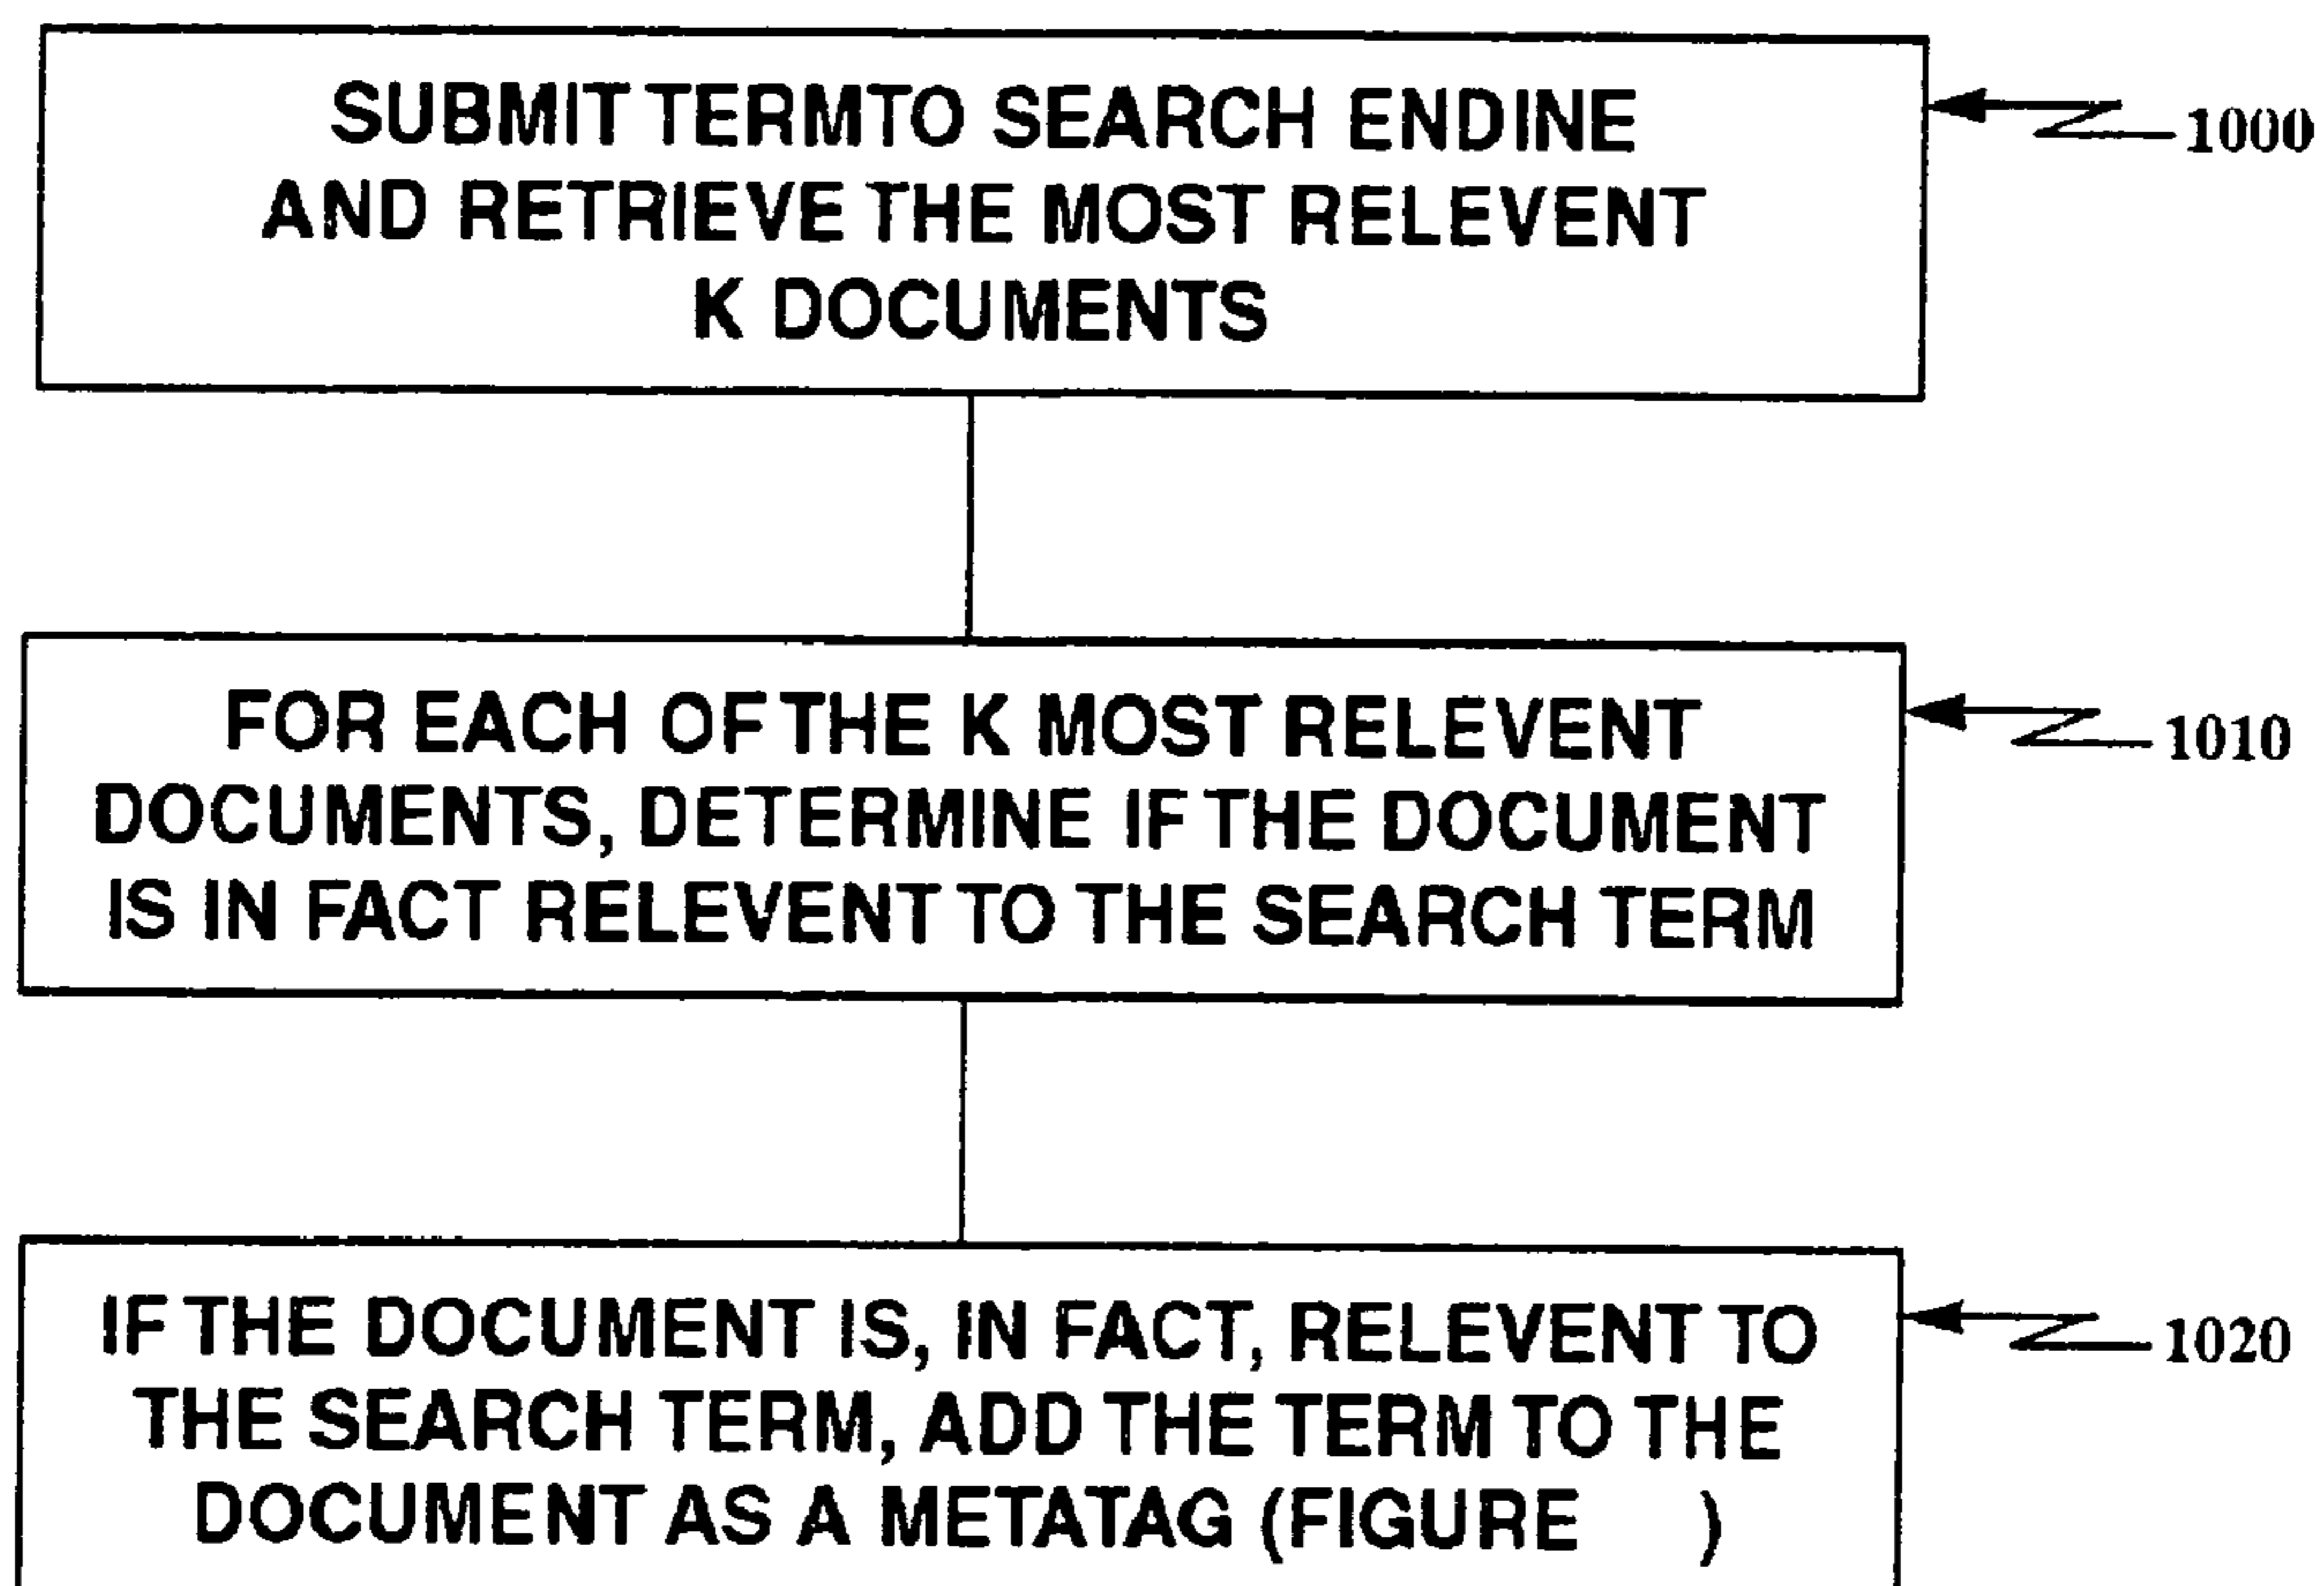 SUBMIT TERMTO SEARCH ENDINE
AND RETRIEVE THE MOST RELEVENT
K DOCUMENTS
1000
FOR EACH OF THE K MOST RELEVENT
DOCUMENTS, DETERMINE IF THE DOCUMENT
IS IN FACT RELEVENT TO THE SEARCH TERM
1010
IF THE DOCUMENT IS, IN FACT, RELEVENT TO
THE SEARCH TERM, ADD THE TERM TO THE
DOCUMENT AS A METATAG (FIGURE )
1020